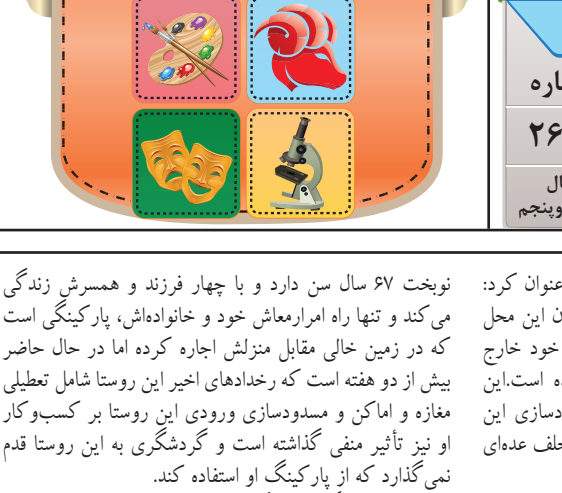 اره
۲۶
ال
وپنجم
عنوان کرد:
ن این محل
خود خارج
ه است.این
دسازی این
حلف عده‌ای
نوبخت ۶۷ سال سن دارد و با چهار فرزند و همسرش زندگی
می‌کند و تنها راه امرارمعاش خود و خانواده‌اش، پارکینگی است
که در زمین خالی مقابل منزلش اجاره کرده اما در حال حاضر
بیش از دو هفته است که رخدادهای اخیر این روستا شامل تعطیلی
مغازه و اماکن و مسدودسازی ورودی این روستا بر کسب‌وکار
او نیز تأثیر منفی گذاشته است و گردشگری به این روستا قدم
نمی‌گذارد که از پارکینگ او استفاده کند.